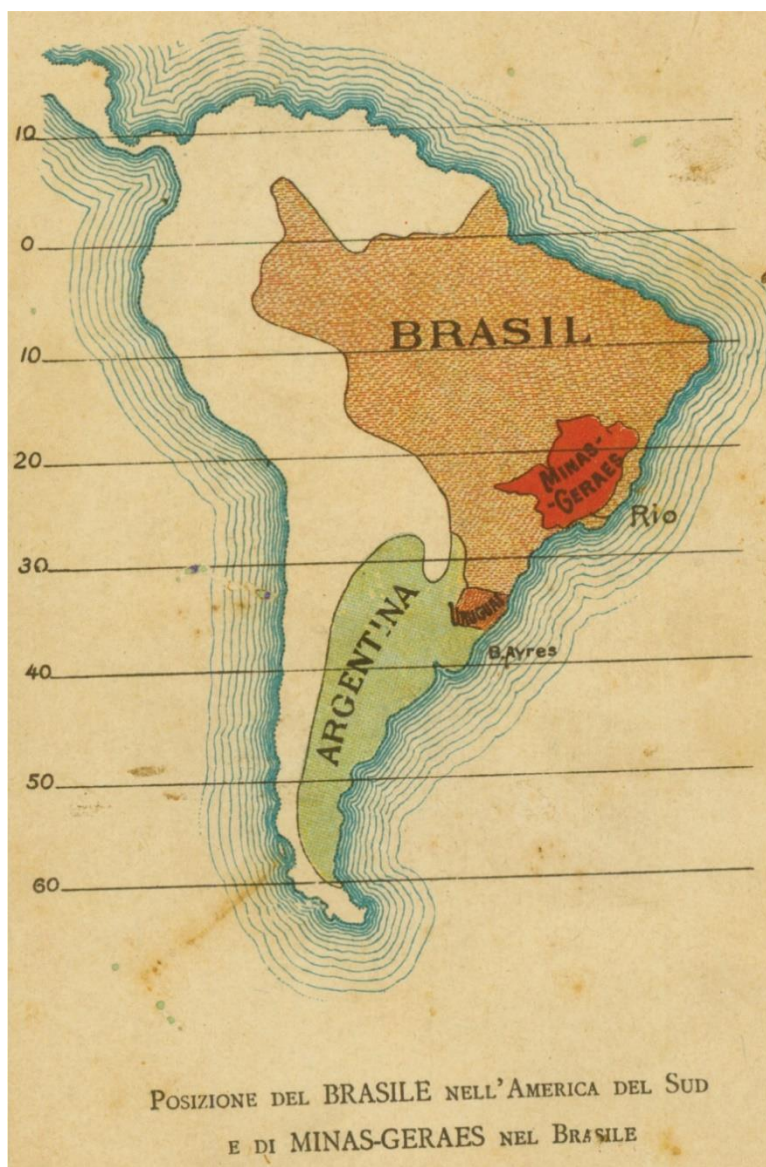 10
0
BRASIL
10
20
MINAS-
-GERAES
Rio
30
URUGUAI
ARGENTINA
B. Ayres
40
50
60
POSIZIONE DEL BRASILE NELL'AMERICA DEL SUD
E DI MINAS-GERAES NEL BRASILE